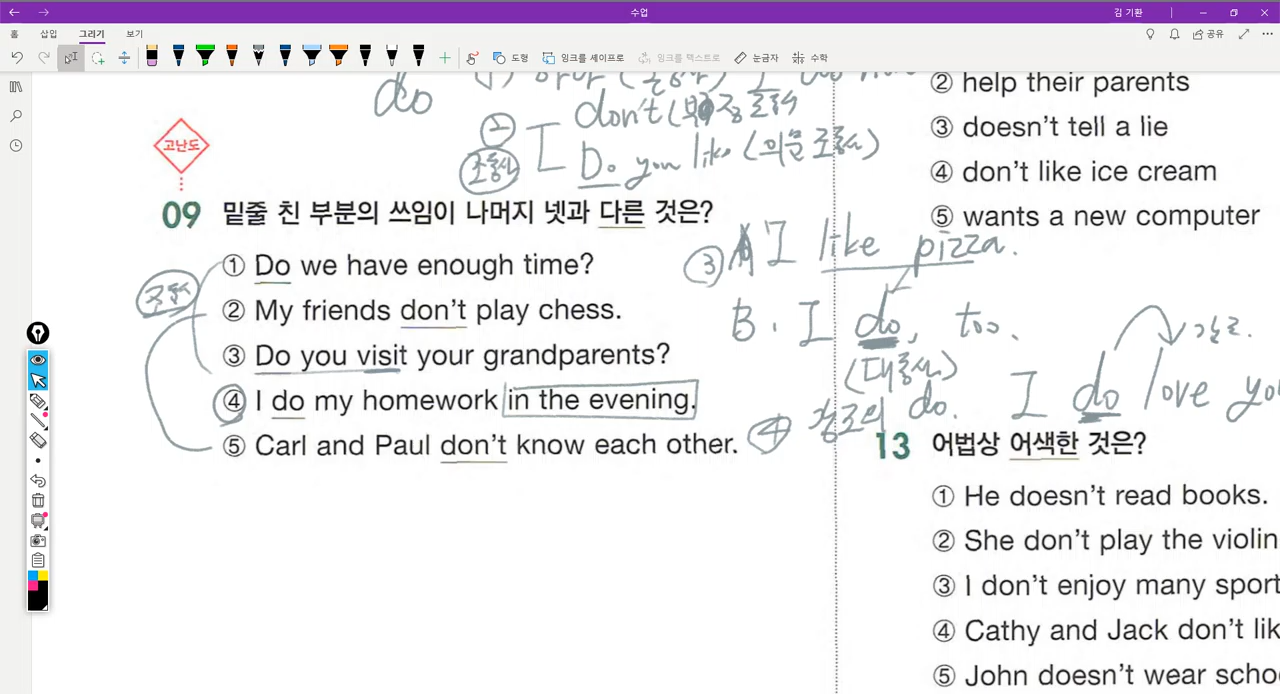 수업
김 기환
홈 삽입 그리기 보기
도형 잉크를 셰이프로 잉크를 텍스트로 눈금자 수학 공유
do
don't (부정 조동사
②
조동사
Do you like (의문 조동사)
고난도
09 밑줄 친 부분의 쓰임이 나머지 넷과 다른 것은?
① Do we have enough time?
② My friends don't play chess.
③ Do you visit your grandparents?
④ I do my homework in the evening.
⑤ Carl and Paul don't know each other.
② help their parents
③ doesn't tell a lie
④ don't like ice cream
⑤ wants a new computer
③ A I like pizza.
B. I do, too.
(대동사)
④ 강조의 do. I do love you
강조.
13 어법상 어색한 것은?
① He doesn't read books.
② She don't play the violin
③ I don't enjoy many sport
④ Cathy and Jack don't lik
⑤ John doesn't wear scho